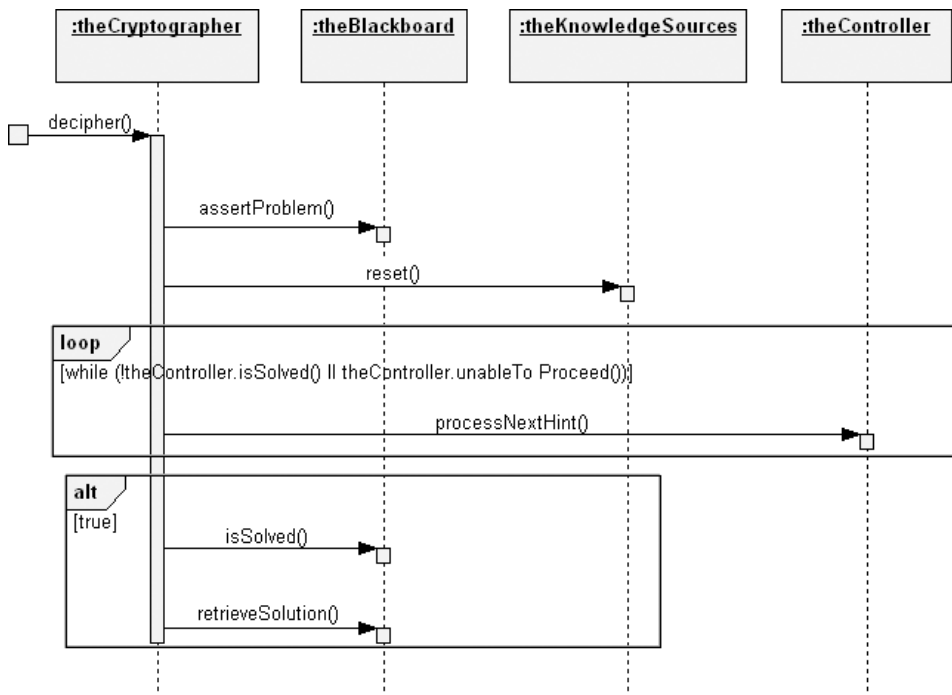 :theCryptographer
:theBlackboard
:theKnowledgeSources
:theController
decipher()
assertProblem()
reset()
loop
[while (!theController.isSolved() || theController.unableTo Proceed());]
processNextHint()
alt
[true]
isSolved()
retrieveSolution()